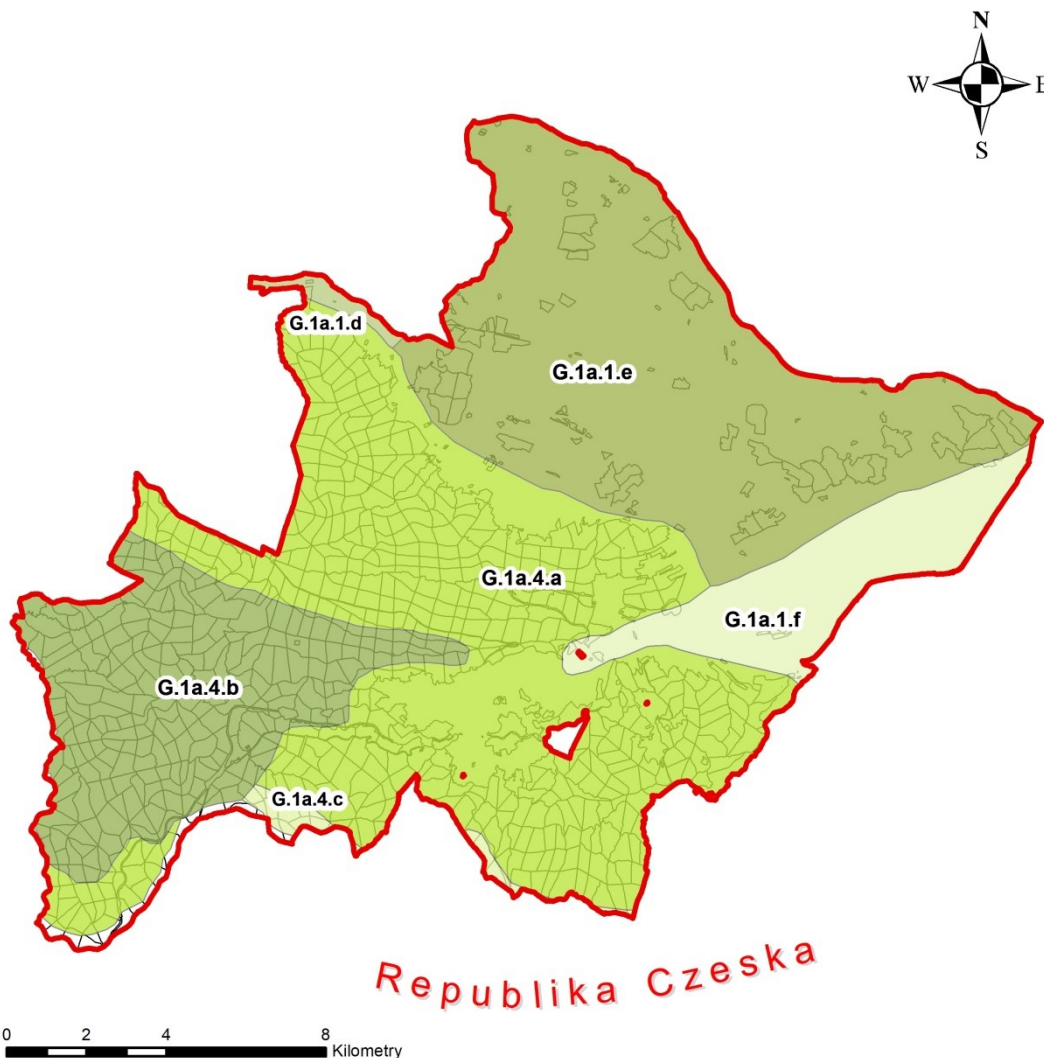 N
W E
S
G.1a.1.d
G.1a.1.e
G.1a.4.a
G.1a.1.f
G.1a.4.b
G.1a.4.c
Republika Czeska
0 2 4 8
Kilometry